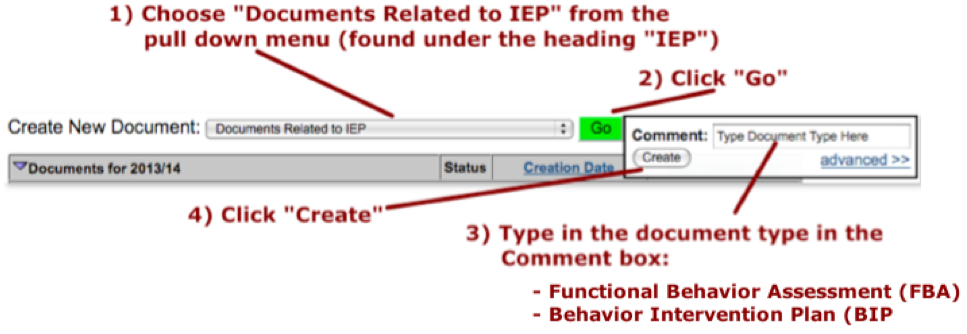 1) Choose "Documents Related to IEP" from the
pull down menu (found under the heading "IEP")
2) Click "Go"
Create New Document: Documents Related to IEP Go
Comment: Type Document Type Here
Create advanced >>
Documents for 2013/14 Status Creation Date
4) Click "Create"
3) Type in the document type in the
Comment box:
- Functional Behavior Assessment (FBA)
- Behavior Intervention Plan (BIP